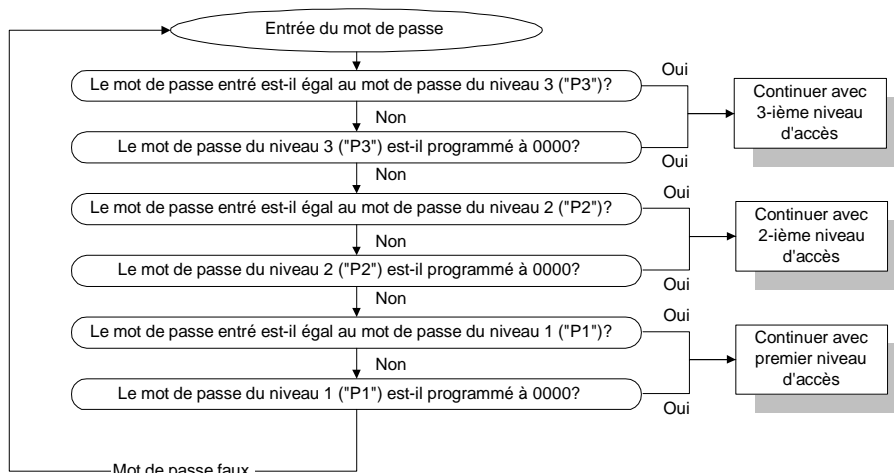 Entrée du mot de passe
Oui
Le mot de passe entré est-il égal au mot de passe du niveau 3 ("P3")?
Continuer avec
3-ième niveau
d'accès
Non
Le mot de passe du niveau 3 ("P3") est-il programmé à 0000?
Oui
Non
Oui
Le mot de passe entré est-il égal au mot de passe du niveau 2 ("P2")?
Continuer avec
2-ième niveau
d'accès
Non
Le mot de passe du niveau 2 ("P2") est-il programmé à 0000?
Oui
Non
Oui
Le mot de passe entré est-il égal au mot de passe du niveau 1 ("P1")?
Continuer avec
premier niveau
d'accès
Non
Le mot de passe du niveau 1 ("P1") est-il programmé à 0000?
Oui
Mot de passe faux